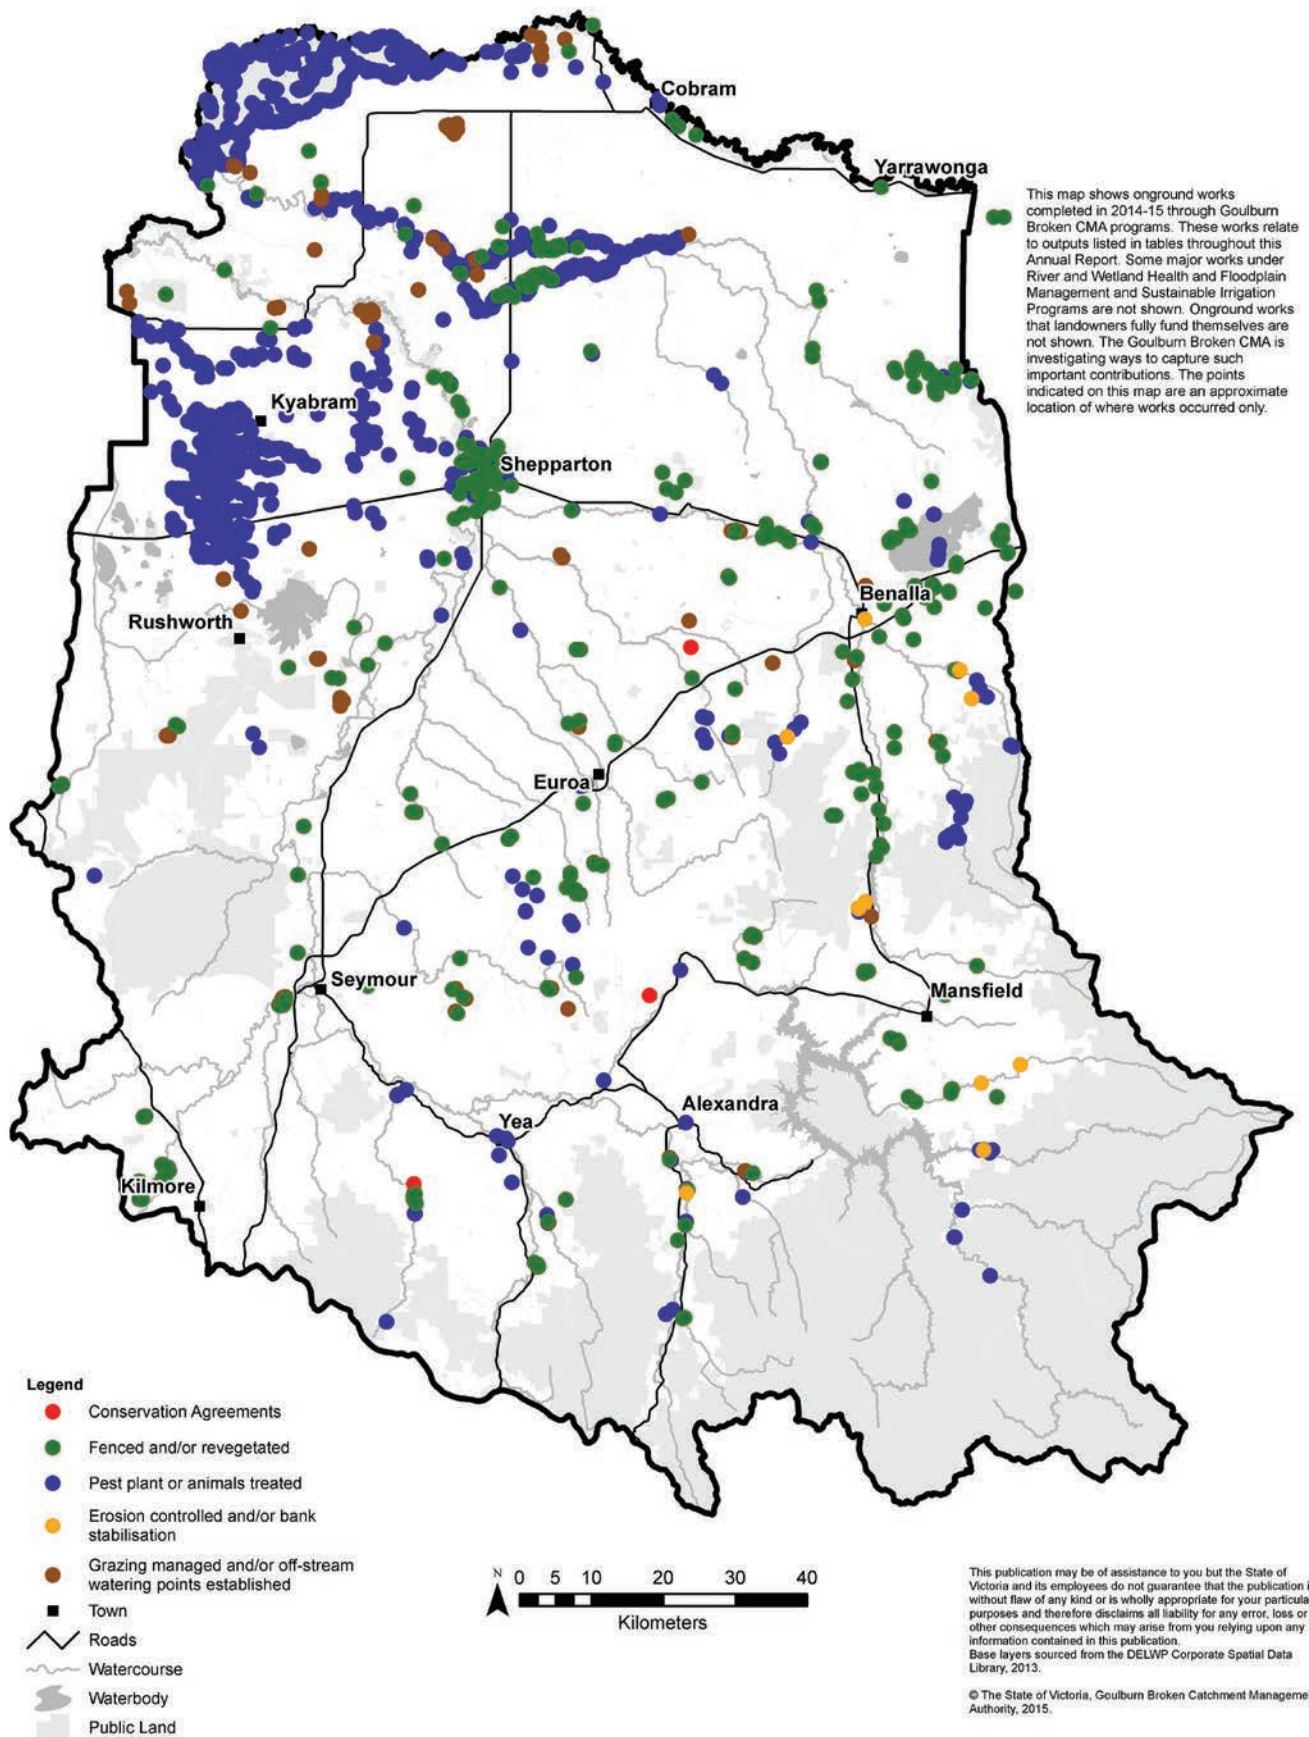 Cobram
Yarrawonga
This map shows onground works
completed in 2014-15 through Goulburn
Broken CMA programs. These works relate
to outputs listed in tables throughout this
Annual Report. Some major works under
River and Wetland Health and Floodplain
Management and Sustainable Irrigation
Programs are not shown. Onground works
that landowners fully fund themselves are
not shown. The Goulburn Broken CMA is
investigating ways to capture such
important contributions. The points
indicated on this map are an approximate
location of where works occurred only.
Kyabram
Shepparton
Benalla
Rushworth
Euroa
Seymour
Mansfield
Alexandra
Yea
Kilmore
Legend
Conservation Agreements
Fenced and/or revegetated
Pest plant or animals treated
Erosion controlled and/or bank
stabilisation
Grazing managed and/or off-stream
watering points established
Town
Roads
Watercourse
Waterbody
Public Land
N
0 5 10 20 30 40
Kilometers
This publication may be of assistance to you but the State of
Victoria and its employees do not guarantee that the publication i
without flaw of any kind or is wholly appropriate for your particula
purposes and therefore disclaims all liability for any error, loss or
other consequences which may arise from you relying upon any
information contained in this publication.
Base layers sourced from the DELWP Corporate Spatial Data
Library, 2013.
© The State of Victoria, Goulburn Broken Catchment Manageme
Authority, 2015.